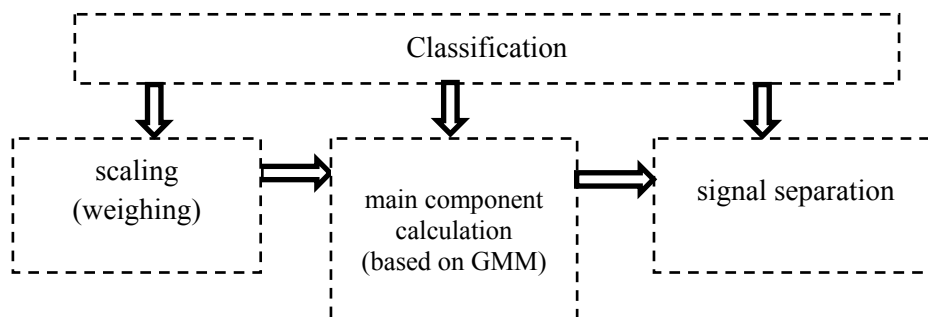 Classification
scaling
(weighing)
main component
calculation
(based on GMM)
signal separation